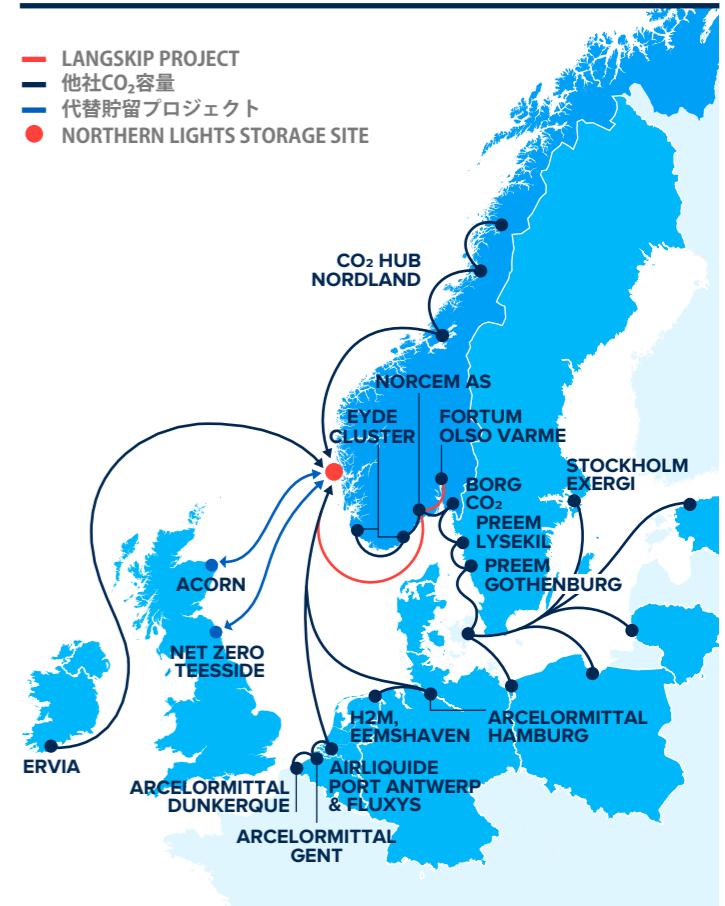 LANGSKIP PROJECT
他社CO₂容量
代替貯留プロジェクト
NORTHERN LIGHTS STORAGE SITE
CO₂ HUB
NORDLAND
NORCEM AS
EYDE
CLUSTER
FORTUM
OLSO VARME
BORG
CO₂
STOCKHOLM
EXERGI
PREEM
LYSEKIL
PREEM
GOTHENBURG
ACORN
NET ZERO
TEESSIDE
ERVIA
H2M,
EEMSHAVEN
ARCELORMITTAL
HAMBURG
AIRLIQUIDE
PORT ANTWERP
& FLUXYS
ARCELORMITTAL
DUNKERQUE
ARCELORMITTAL
GENT